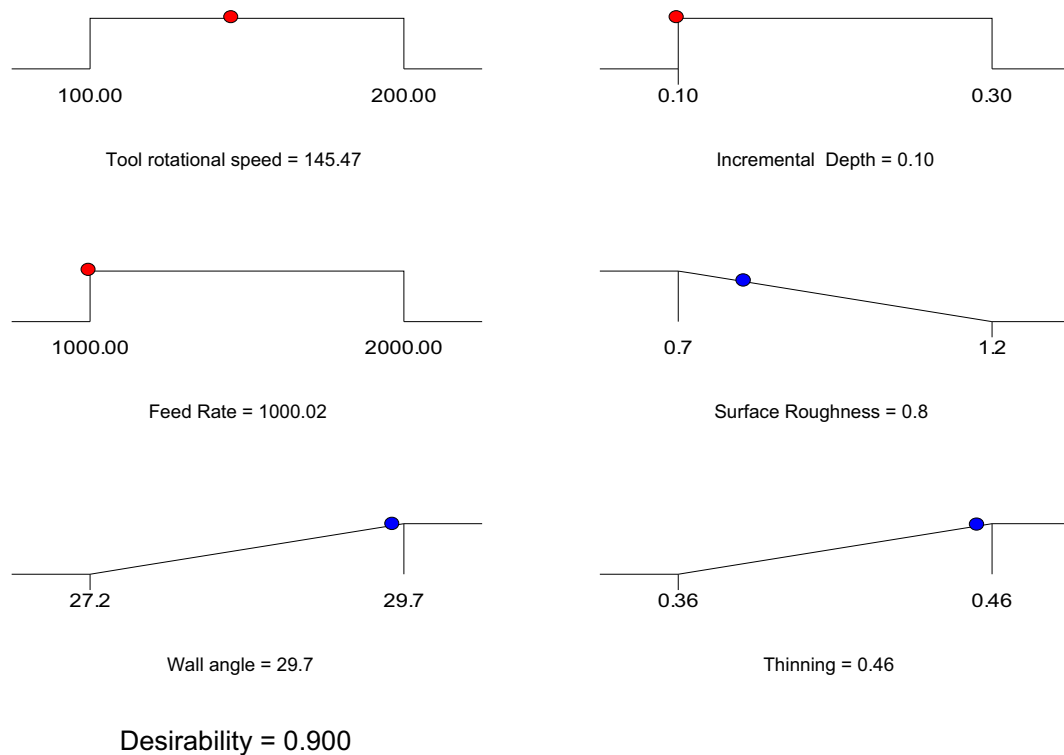 100.00 200.00
0.10 0.30
Tool rotational speed = 145.47
Incremental Depth = 0.10
1000.00 2000.00
0.7 1.2
Feed Rate = 1000.02
Surface Roughness = 0.8
27.2 29.7
0.36 0.46
Wall angle = 29.7
Thinning = 0.46
Desirability = 0.900